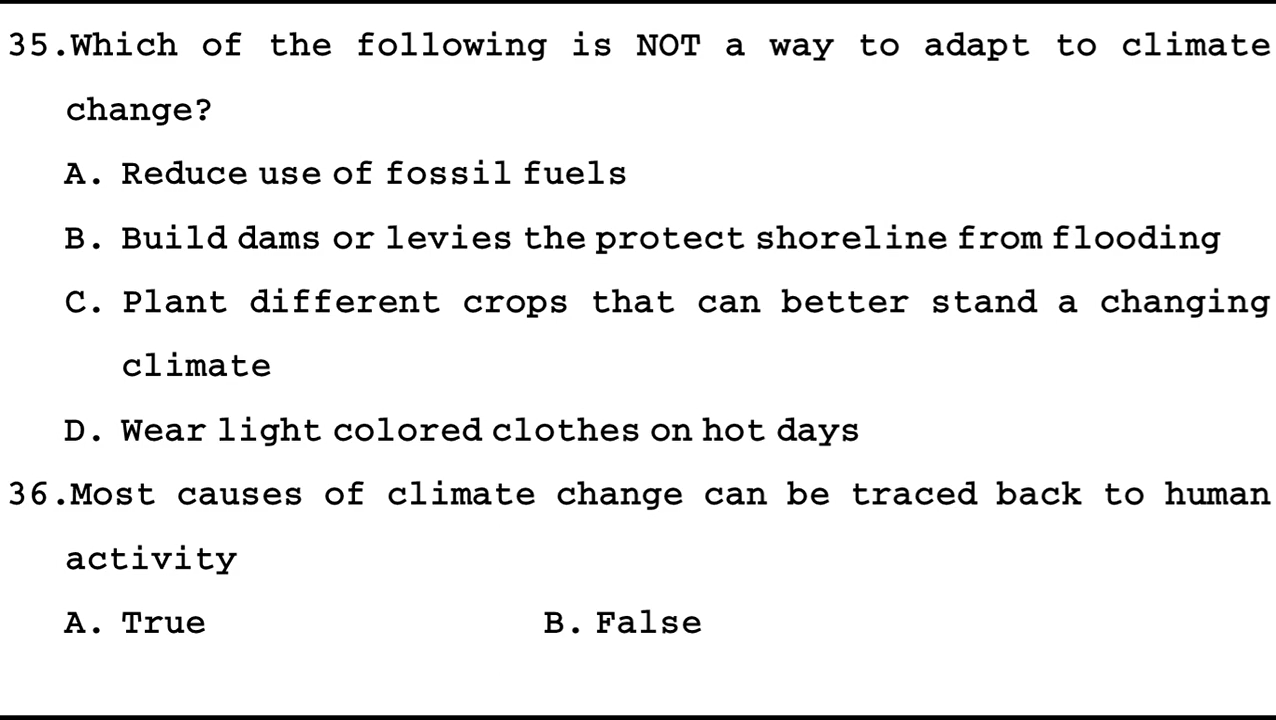 35.Which of the following is NOT a way to adapt to climate
change?
A. Reduce use of fossil fuels
B. Build dams or levies the protect shoreline from flooding
C. Plant different crops that can better stand a changing
climate
D. Wear light colored clothes on hot days
36.Most causes of climate change can be traced back to human
activity
A. True B. False